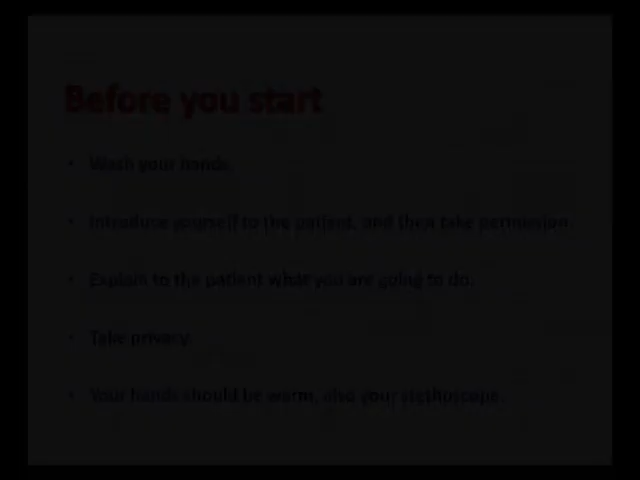 Before you start
• Wash your hands.
• Introduce yourself to the patient, and then take permission.
• Explain to the patient what you are going to do.
• Take privacy.
• Your hands should be warm, also your stethoscope.